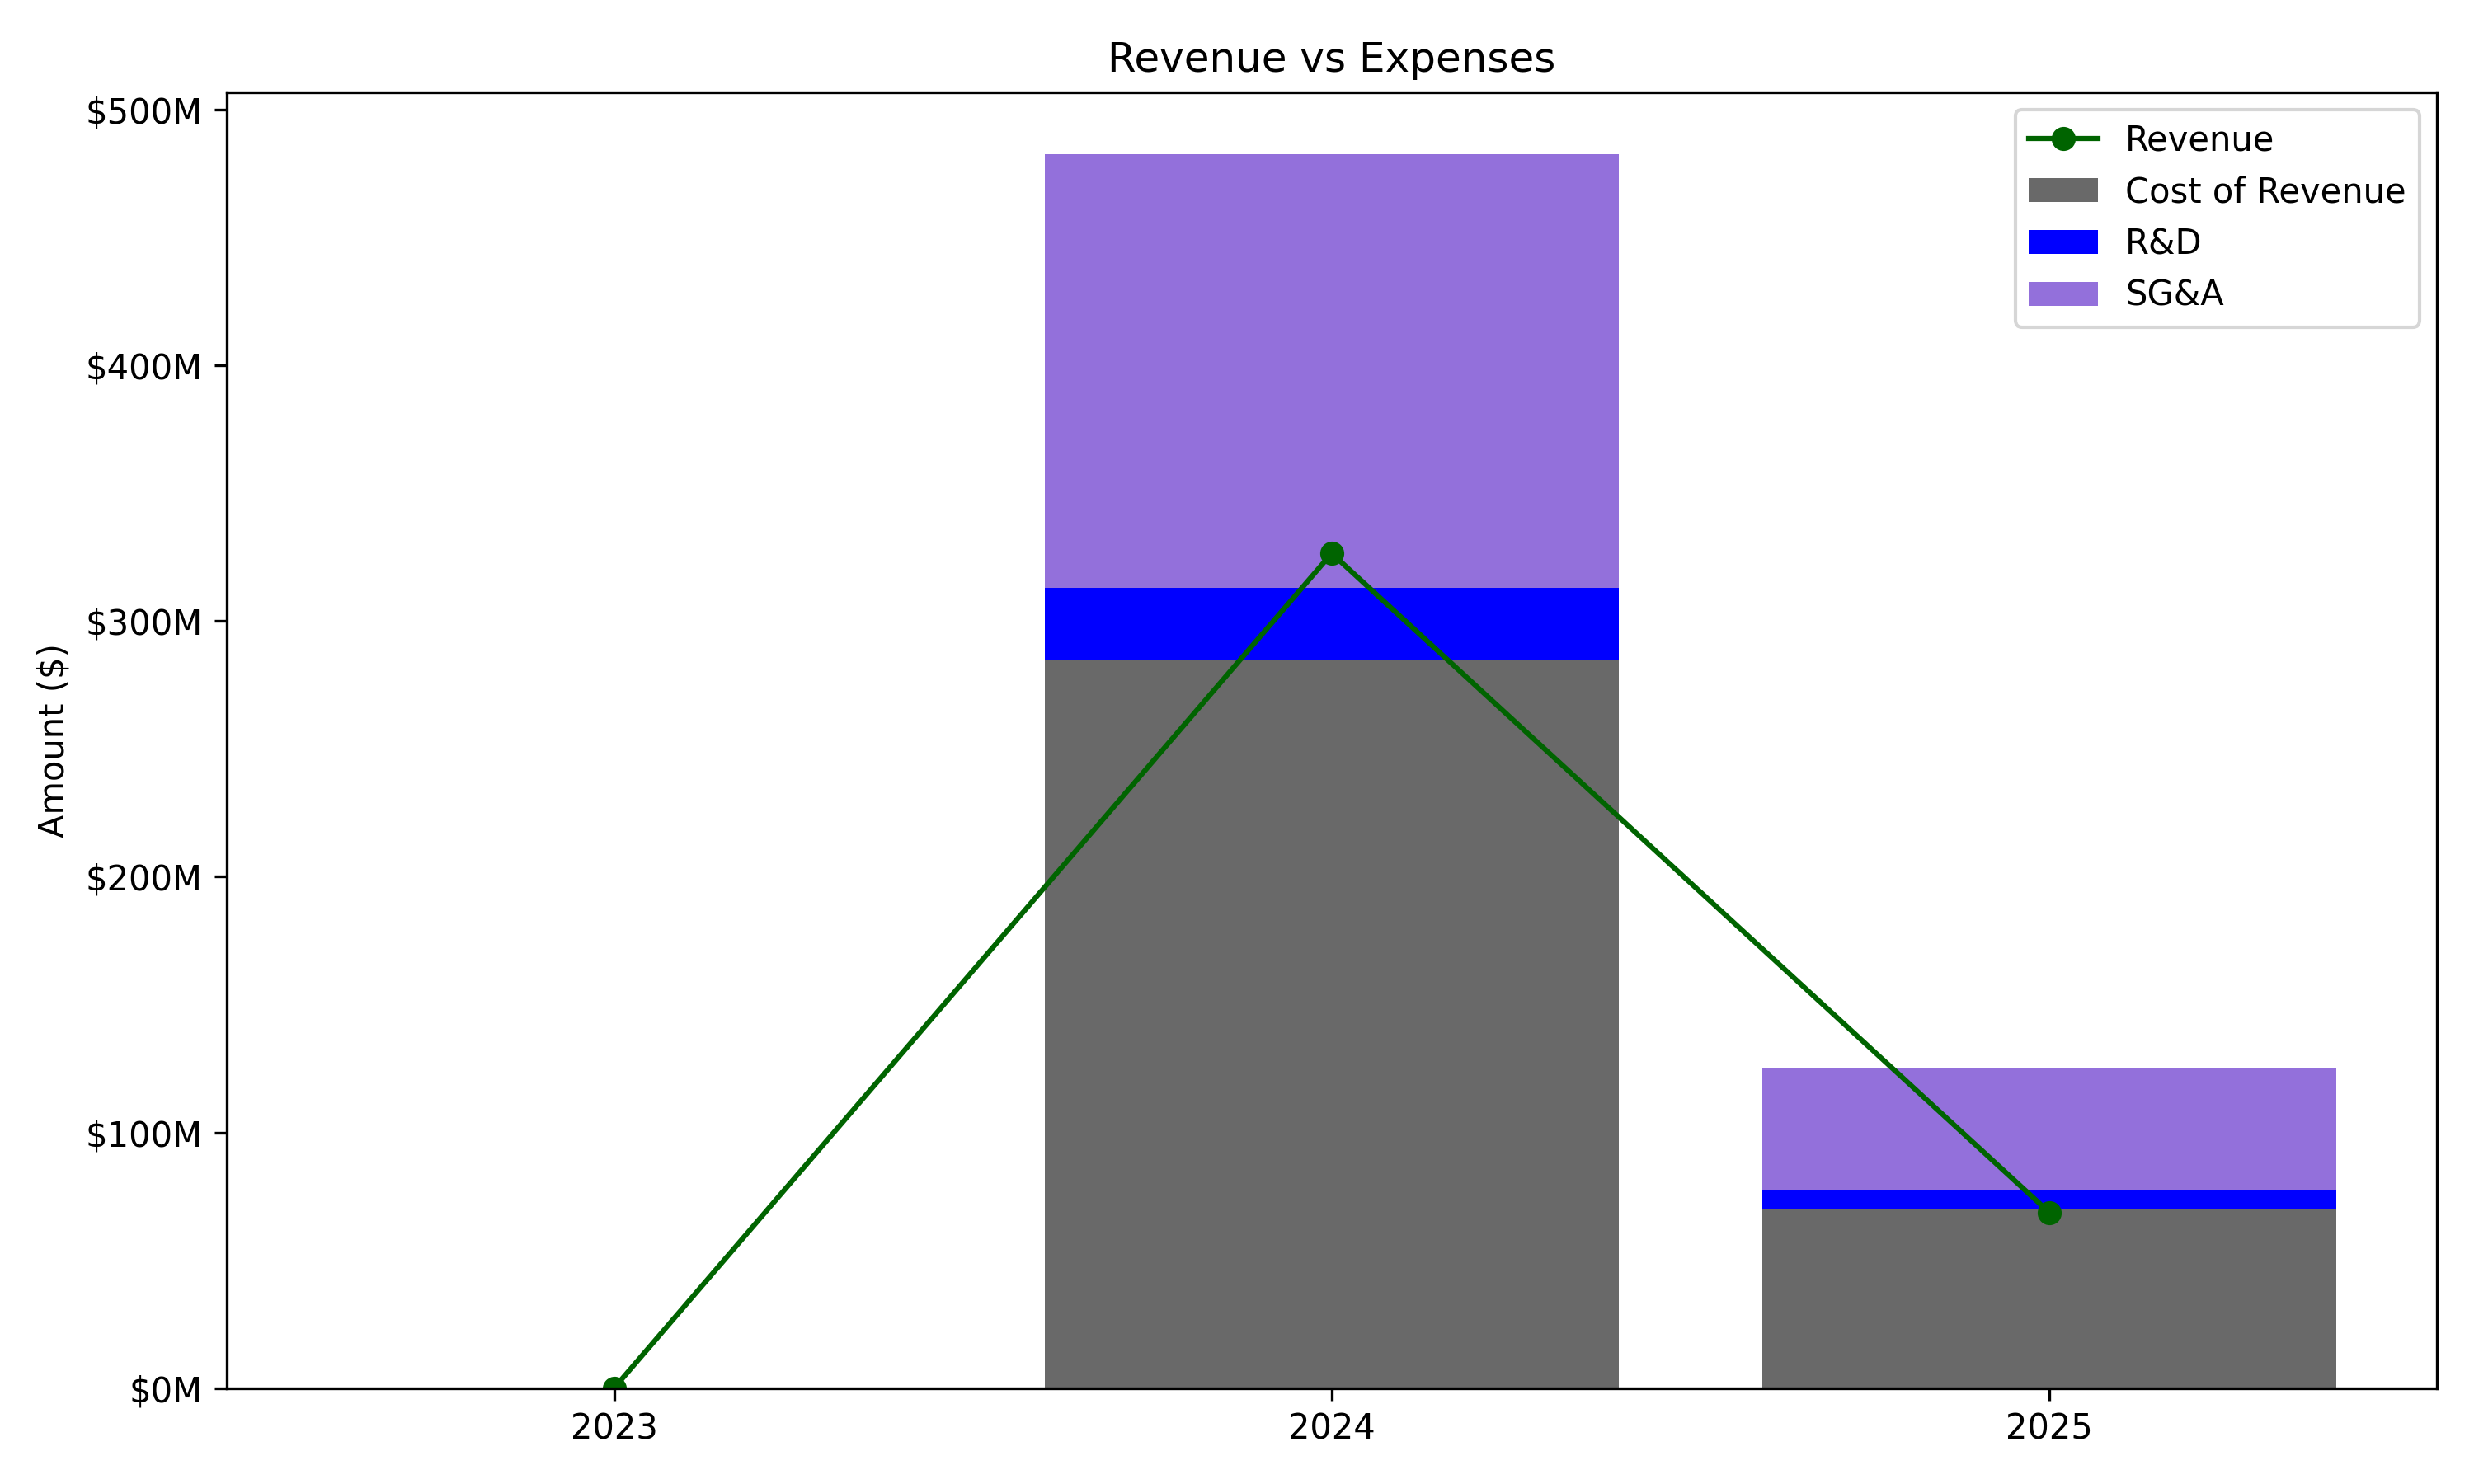 Revenue vs Expenses
$500M
$400M
$300M
$200M
$100M
$0M
Amount ($)
Revenue
Cost of Revenue
R&D
SG&A
2023
2024
2025